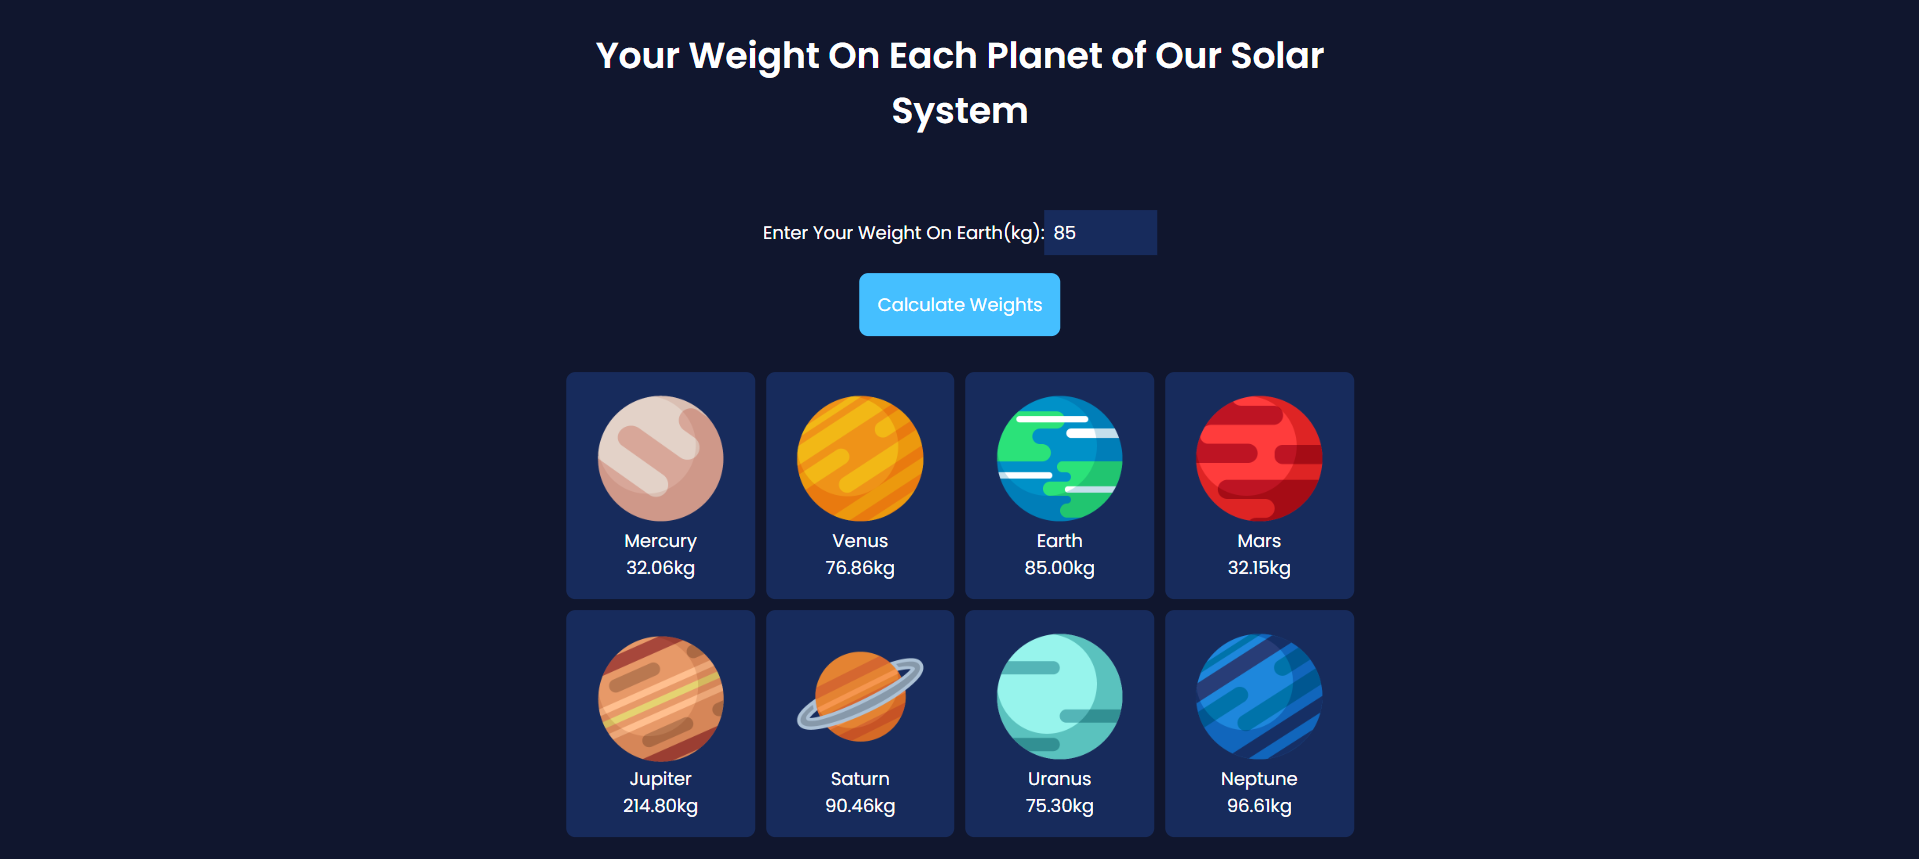 Your Weight On Each Planet of Our Solar
System
Enter Your Weight On Earth(kg): 85
Calculate Weights
Mercury
32.06kg
Venus
76.86kg
Earth
85.00kg
Mars
32.15kg
Jupiter
214.80kg
Saturn
90.46kg
Uranus
75.30kg
Neptune
96.61kg